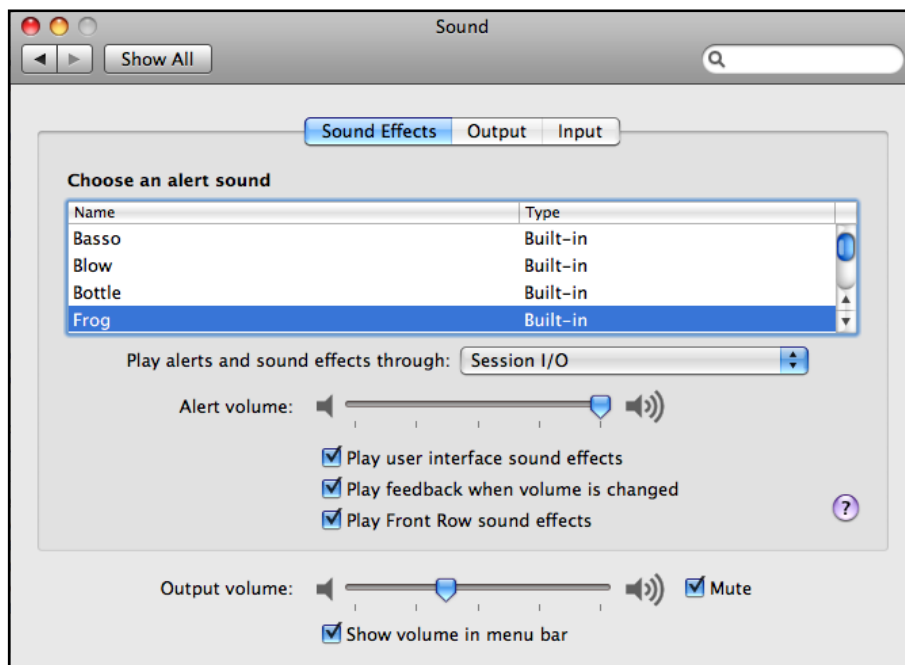 Sound
Show All
Sound Effects Output Input
Choose an alert sound
Name Type
Basso Built-in
Blow Built-in
Bottle Built-in
Frog Built-in
Play alerts and sound effects through: Session I/O
Alert volume:
Play user interface sound effects
Play feedback when volume is changed
Play Front Row sound effects
?
Output volume: Mute
Show volume in menu bar